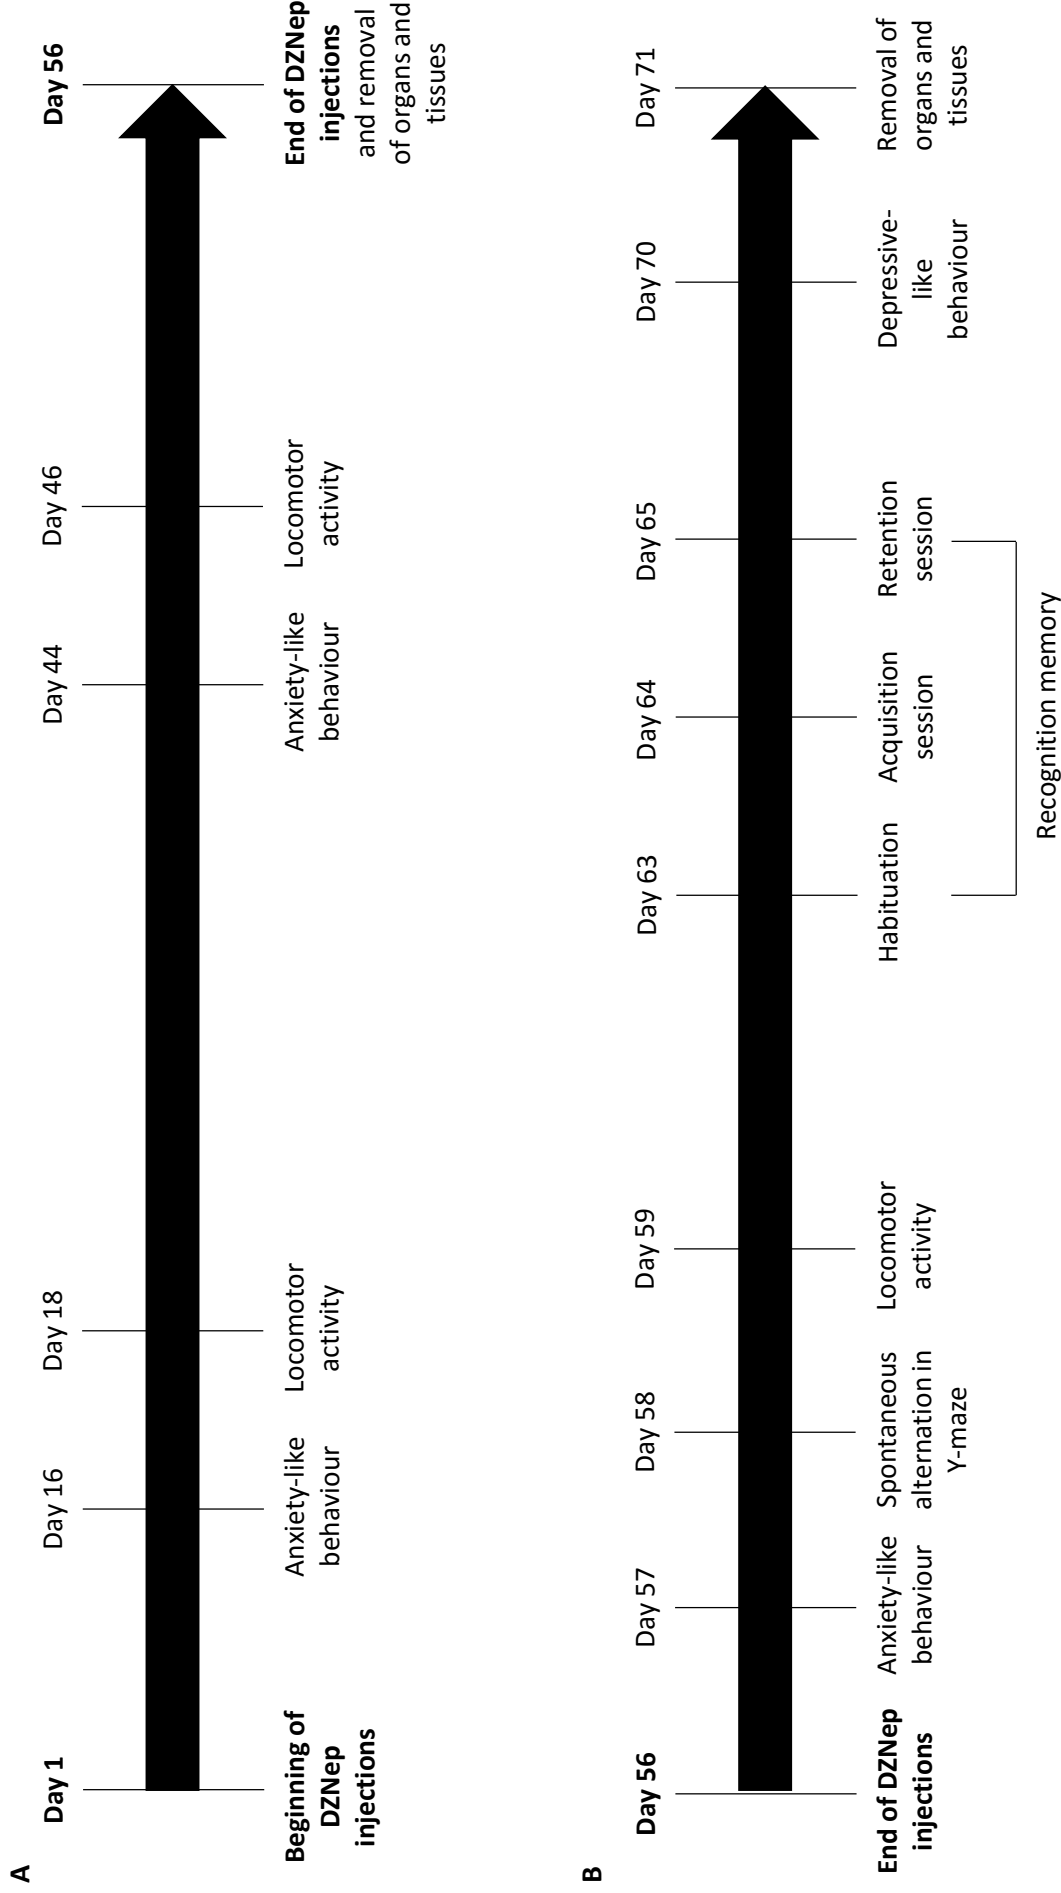 A
Day 1
Day 16
Day 18
Day 44
Day 46
Day 56
Beginning of
DZNep
injections
Anxiety-like
behaviour
Locomotor
activity
Anxiety-like
behaviour
Locomotor
activity
End of DZNep
injections
and removal
of organs and
tissues
B
Day 56
Day 57
Day 58
Day 59
Day 63
Day 64
Day 65
Day 70
Day 71
End of DZNep
injections
Anxiety-like
behaviour
Spontaneous
alternation in
Y-maze
Locomotor
activity
Habituation
Acquisition
session
Retention
session
Depressive-
like
behaviour
Removal of
organs and
tissues
Recognition memory